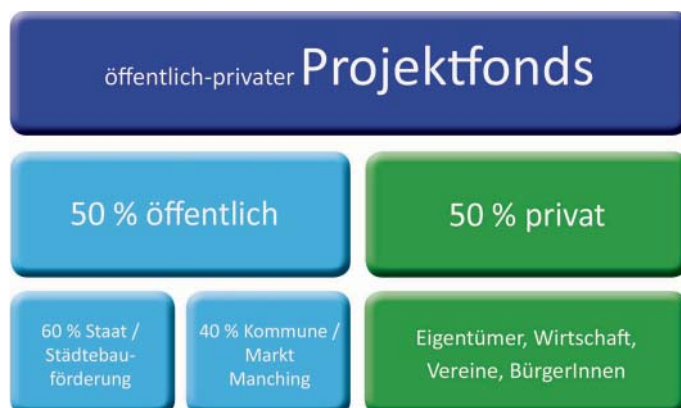 öffentlich-privater Projektfonds
50 % öffentlich
50 % privat
60 % Staat /
Städtebau-
förderung
40 % Kommune /
Markt
Manching
Eigentümer, Wirtschaft,
Vereine, BürgerInnen